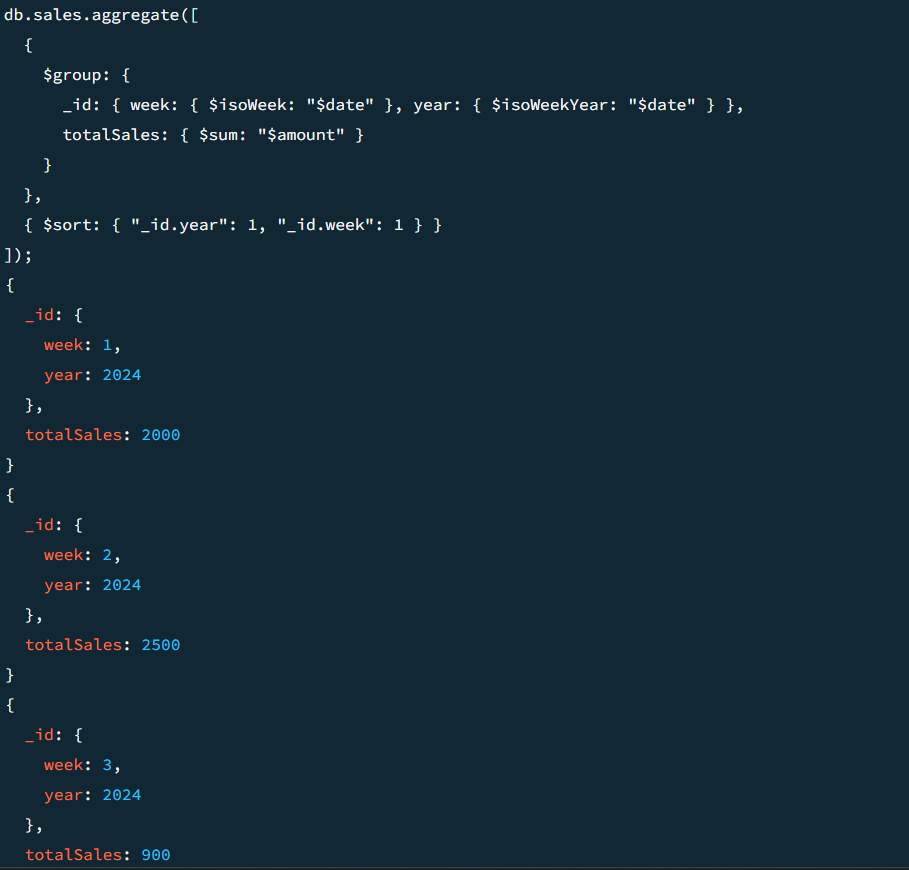 db.sales.aggregate([
  {
    $group: {
      _id: { week: { $isoWeek: "$date" }, year: { $isoWeekYear: "$date" } },
      totalSales: { $sum: "$amount" }
    }
  },
  { $sort: { "_id.year": 1, "_id.week": 1 } }
]);
{
  _id: {
    week: 1,
    year: 2024
  },
  totalSales: 2000
}
{
  _id: {
    week: 2,
    year: 2024
  },
  totalSales: 2500
}
{
  _id: {
    week: 3,
    year: 2024
  },
  totalSales: 900